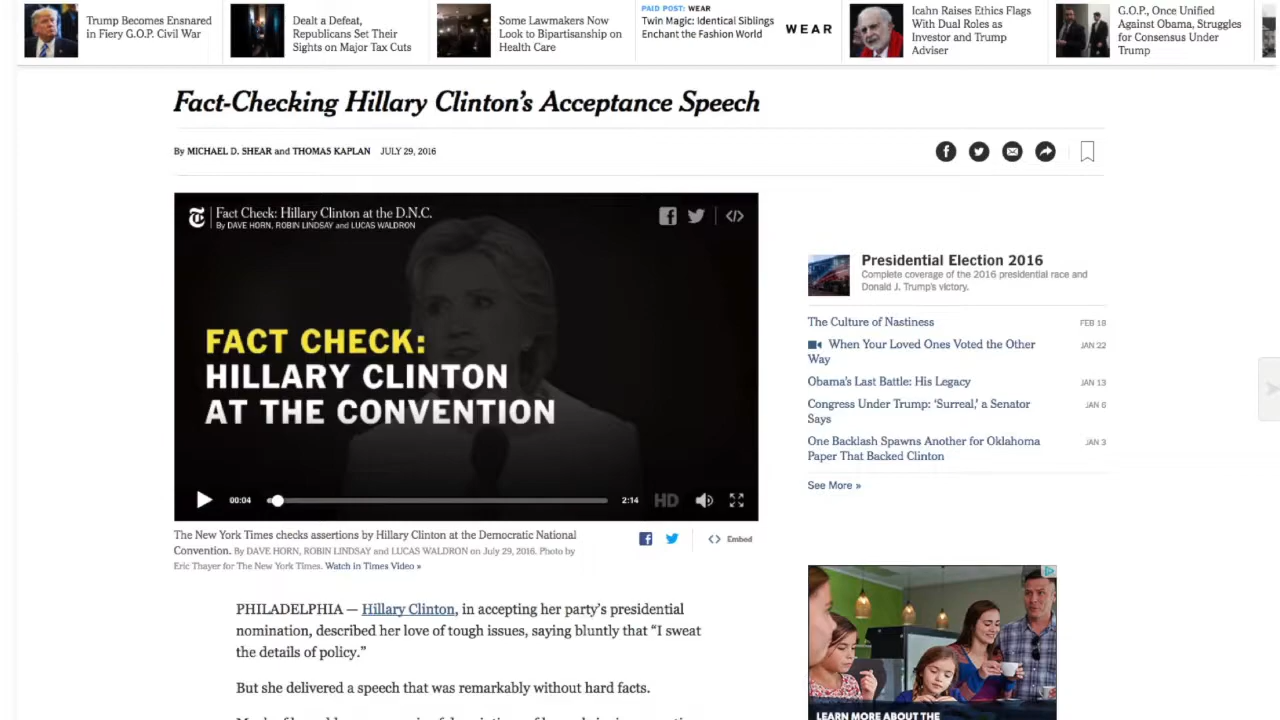 Trump Becomes Ensnared
in Fiery G.O.P. Civil War
Dealt a Defeat,
Republicans Set Their
Sights on Major Tax Cuts
Some Lawmakers Now
Look to Bipartisanship on
Health Care
PAID POST: WEAR
Twin Magic: Identical Siblings
Enchant the Fashion World
WEAR
Icahn Raises Ethics Flags
With Dual Roles as
Investor and Trump
Adviser
G.O.P., Once Unified
Against Obama, Struggles
for Consensus Under
Trump
Fact-Checking Hillary Clinton's Acceptance Speech
By MICHAEL D. SHEAR and THOMAS KAPLAN JULY 29, 2016
Fact Check: Hillary Clinton at the D.N.C.
By DAVE HORN, ROBIN LINDSAY and LUCAS WALDRON
FACT CHECK:
HILLARY CLINTON
AT THE CONVENTION
00:04
2:14
HD
The New York Times checks assertions by Hillary Clinton at the Democratic National
Convention. By DAVE HORN, ROBIN LINDSAY and LUCAS WALDRON on July 29, 2016. Photo by
Eric Thayer for The New York Times. Watch in Times Video »
Embed
PHILADELPHIA — Hillary Clinton, in accepting her party's presidential
nomination, described her love of tough issues, saying bluntly that “I sweat
the details of policy.”
But she delivered a speech that was remarkably without hard facts.
Presidential Election 2016
Complete coverage of the 2016 presidential race and
Donald J. Trump's victory.
The Culture of Nastiness FEB 18
When Your Loved Ones Voted the Other JAN 22
Way
Obama's Last Battle: His Legacy JAN 13
Congress Under Trump: ‘Surreal,’ a Senator JAN 6
Says
One Backlash Spawns Another for Oklahoma JAN 3
Paper That Backed Clinton
See More »
LEARN MORE ABOUT THE